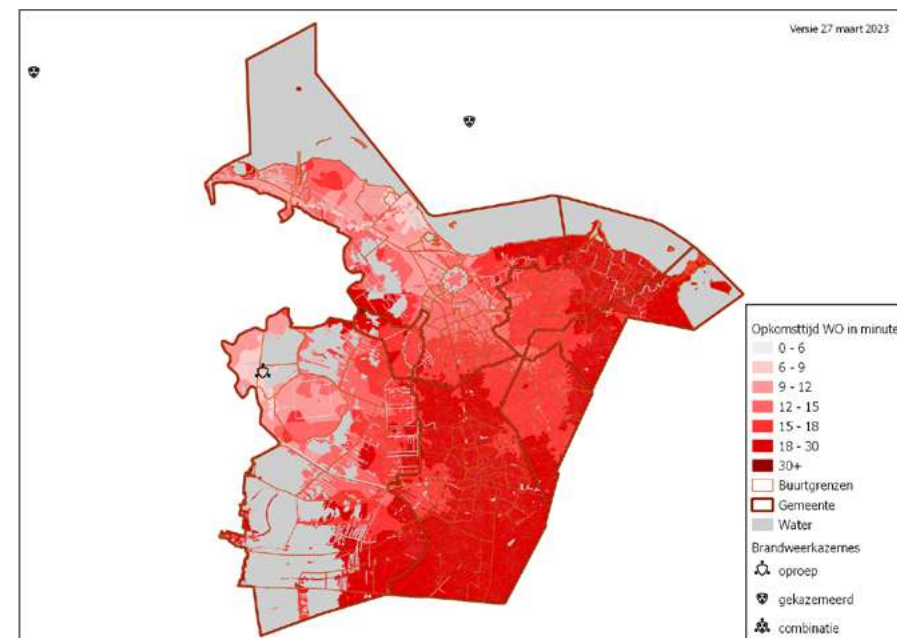 Versie 27 maart 2023
Opkomsttijd WO in minute
0 - 6
6 - 9
9 - 12
12 - 15
15 - 18
18 - 30
30+
Buurtgrenzen
Gemeente
Water
Brandweerkazernes
oproep
gekazerneerd
combinatie